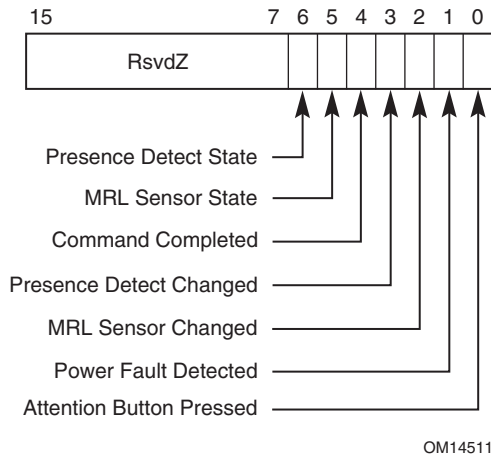 15 7 6 5 4 3 2 1 0
RsvdZ
Presence Detect State
MRL Sensor State
Command Completed
Presence Detect Changed
MRL Sensor Changed
Power Fault Detected
Attention Button Pressed
OM14511